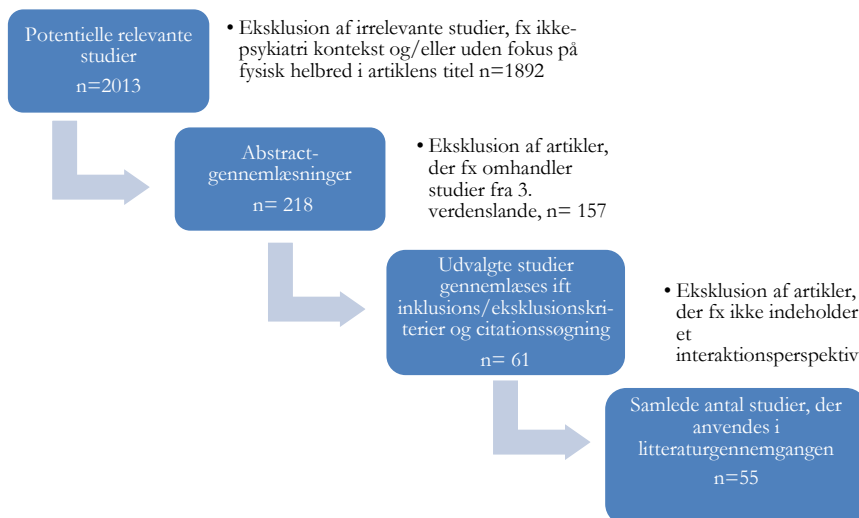 Potentielle relevante
studier
n=2013
• Eksklusion af irrelevante studier, fx ikke-
psykiatri kontekst og/eller uden fokus på
fysisk helbred i artiklens titel n=1892
Abstract-
gennemlæsninger
n= 218
• Eksklusion af artikler,
der fx omhandler
studier fra 3.
verdenslande, n= 157
Udvalgte studier
gennemlæses ift
inklusions/eksklusionskri-
terier og citationssøgning
n= 61
• Eksklusion af artikler,
der fx ikke indeholder
et
interaktionsperspektiv
Samlede antal studier, der
anvendes i
litteraturgennemgangen
n=55